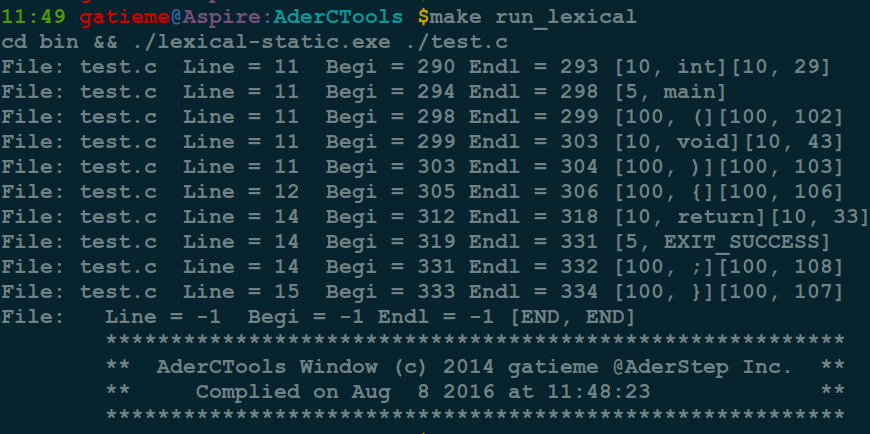 11:49 gatieme@Aspire:AderCTools $make run_lexical
cd bin && ./lexical-static.exe ./test.c
File: test.c  Line = 11  Begi = 290 Endl = 293 [10, int][10, 29]
File: test.c  Line = 11  Begi = 294 Endl = 298 [5, main]
File: test.c  Line = 11  Begi = 298 Endl = 299 [100, (][100, 102]
File: test.c  Line = 11  Begi = 299 Endl = 303 [10, void][10, 43]
File: test.c  Line = 11  Begi = 303 Endl = 304 [100, )][100, 103]
File: test.c  Line = 12  Begi = 305 Endl = 306 [100, {][100, 106]
File: test.c  Line = 14  Begi = 312 Endl = 318 [10, return][10, 33]
File: test.c  Line = 14  Begi = 319 Endl = 331 [5, EXIT_SUCCESS]
File: test.c  Line = 14  Begi = 331 Endl = 332 [100, ;][100, 108]
File: test.c  Line = 15  Begi = 333 Endl = 334 [100, }][100, 107]
File:   Line = -1  Begi = -1 Endl = -1 [END, END]
*********************************************************
**  AderCTools Window (c) 2014 gatieme @AderStep Inc.  **
**     Complied on Aug  8 2016 at 11:48:23             **
*********************************************************